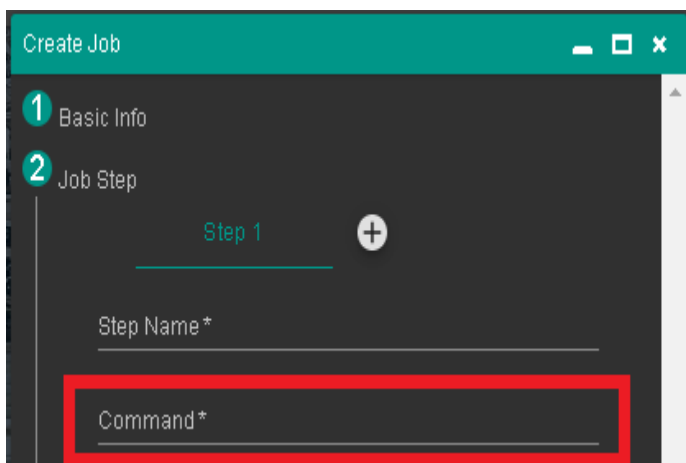 Create Job
1 Basic Info
2 Job Step
Step 1
Step Name*
Command*